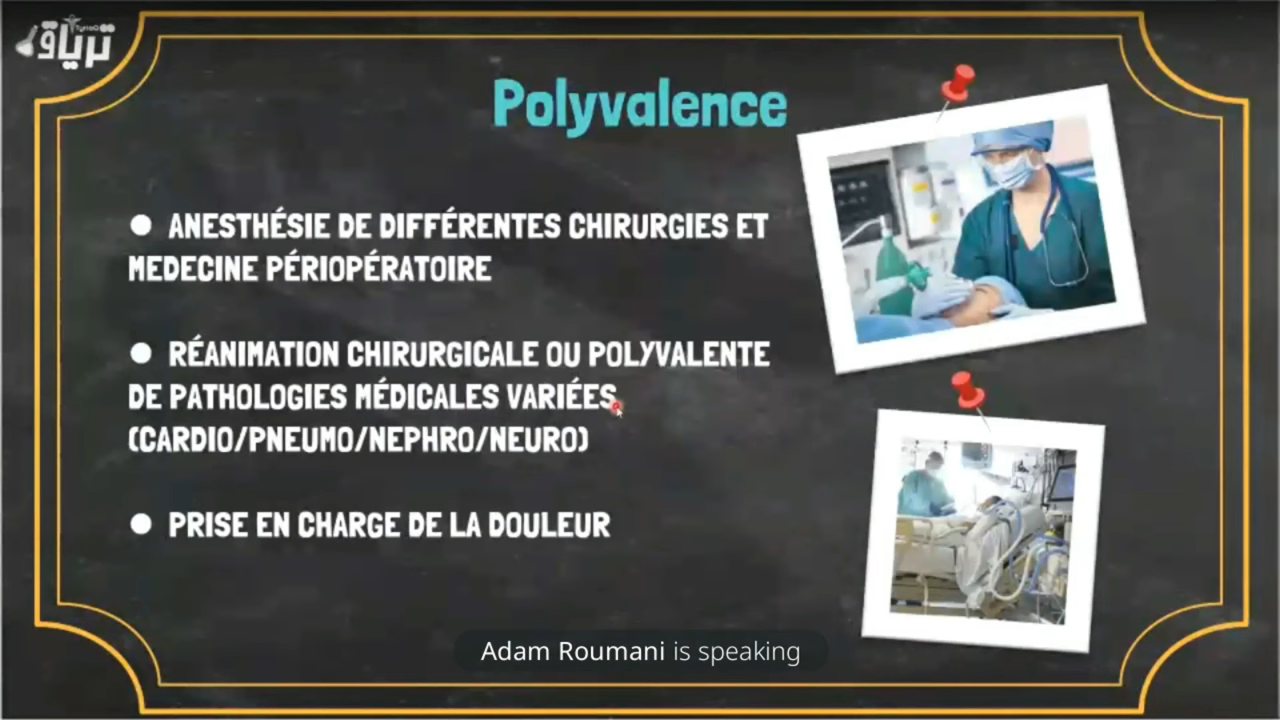 ترياق
Polyvalence
● ANESTHÉSIE DE DIFFÉRENTES CHIRURGIES ET
MEDECINE PÉRIOPÉRATOIRE
● RÉANIMATION CHIRURGICALE OU POLYVALENTE
DE PATHOLOGIES MÉDICALES VARIÉES
(CARDIO/PNEUMO/NEPHRO/NEURO)
● PRISE EN CHARGE DE LA DOULEUR
Adam Roumani is speaking